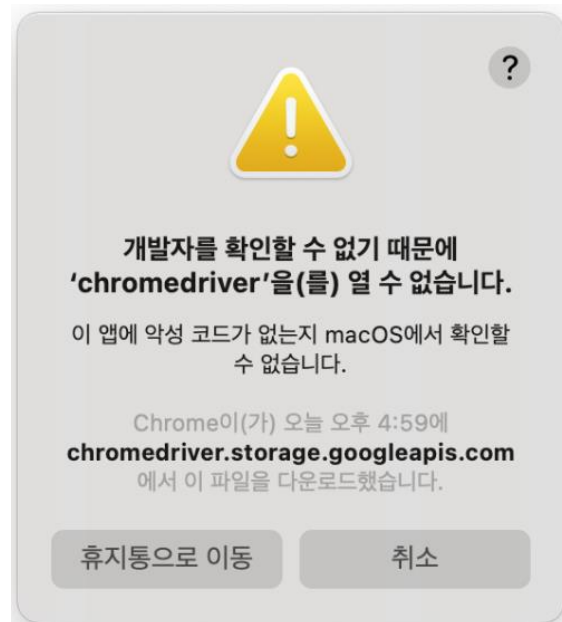 ?
개발자를 확인할 수 없기 때문에
‘chromedriver’을(를) 열 수 없습니다.
이 앱에 악성 코드가 없는지 macOS에서 확인할
수 없습니다.
Chrome이(가) 오늘 오후 4:59에
chromedriver.storage.googleapis.com
에서 이 파일을 다운로드했습니다.
휴지통으로 이동
취소